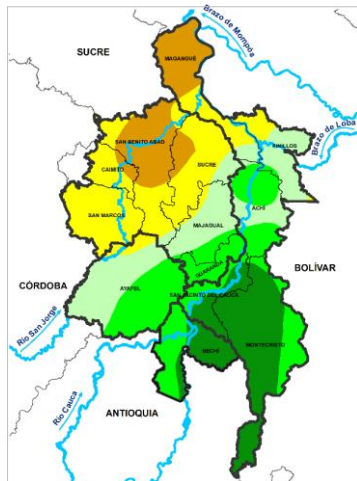 Brazo de Mompós
SUCRE
MAGANGUÉ
Brazo de Loba
SAN BENITO ABAD
CAIMITO
SUCRE
SAN MARCOS
ACHÍ
MAJAGUAL
GUARANDA
BOLÍVAR
CÓRDOBA
AYAPEL
SAN JACINTO DEL CAUCA
Río San Jorge
NECHÍ
MONTECRISTO
Río Cauca
ANTIOQUIA